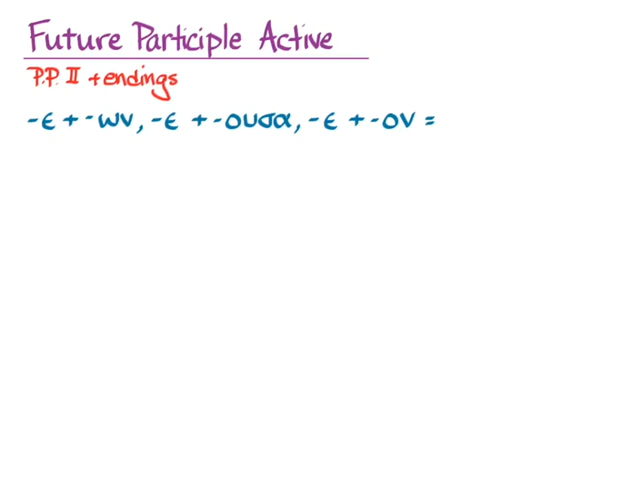 Future Participle Active
P.P. II + endings
-ε + -ων, -ε + -ουσα, -ε + -ον =